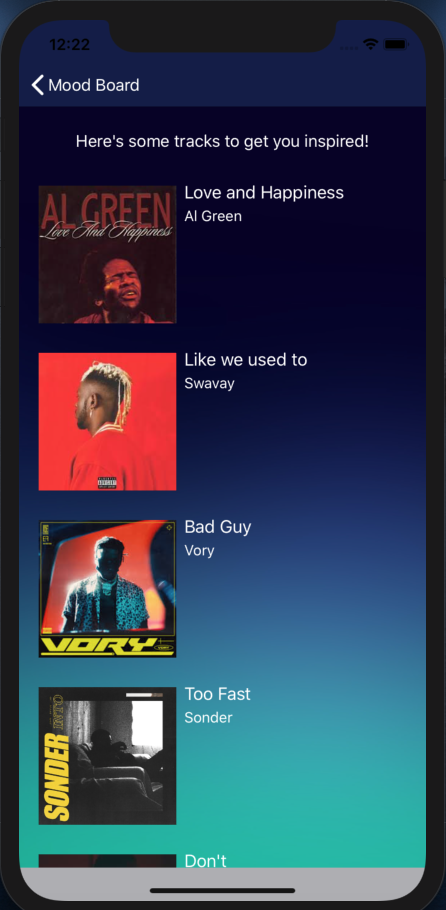 12:22
Mood Board
Here's some tracks to get you inspired!
AL GREEN
Love And Happiness
Love and Happiness
Al Green
Like we used to
Swavay
Bad Guy
Vory
VORY
Too Fast
Sonder
SONDER
Don't